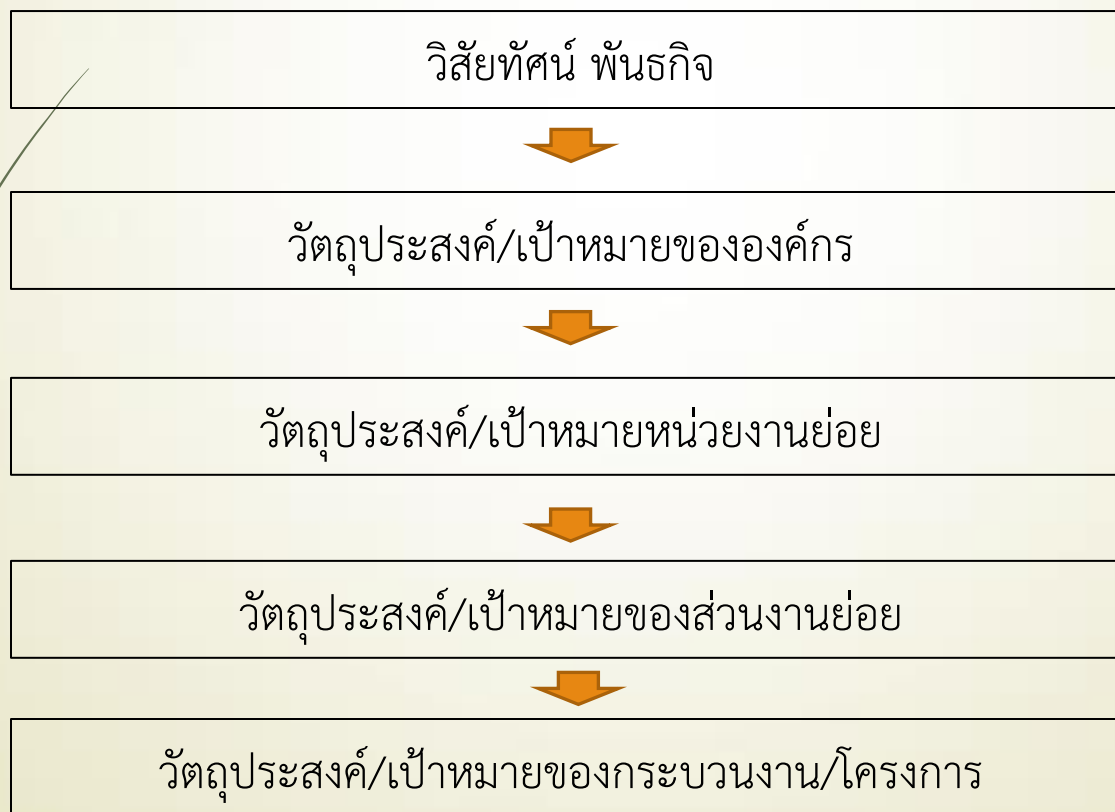 วิสัยทัศน์ พันธกิจ
วัตถุประสงค์/เป้าหมายขององค์กร
วัตถุประสงค์/เป้าหมายหน่วยงานย่อย
วัตถุประสงค์/เป้าหมายของส่วนงานย่อย
วัตถุประสงค์/เป้าหมายของกระบวนงาน/โครงการ